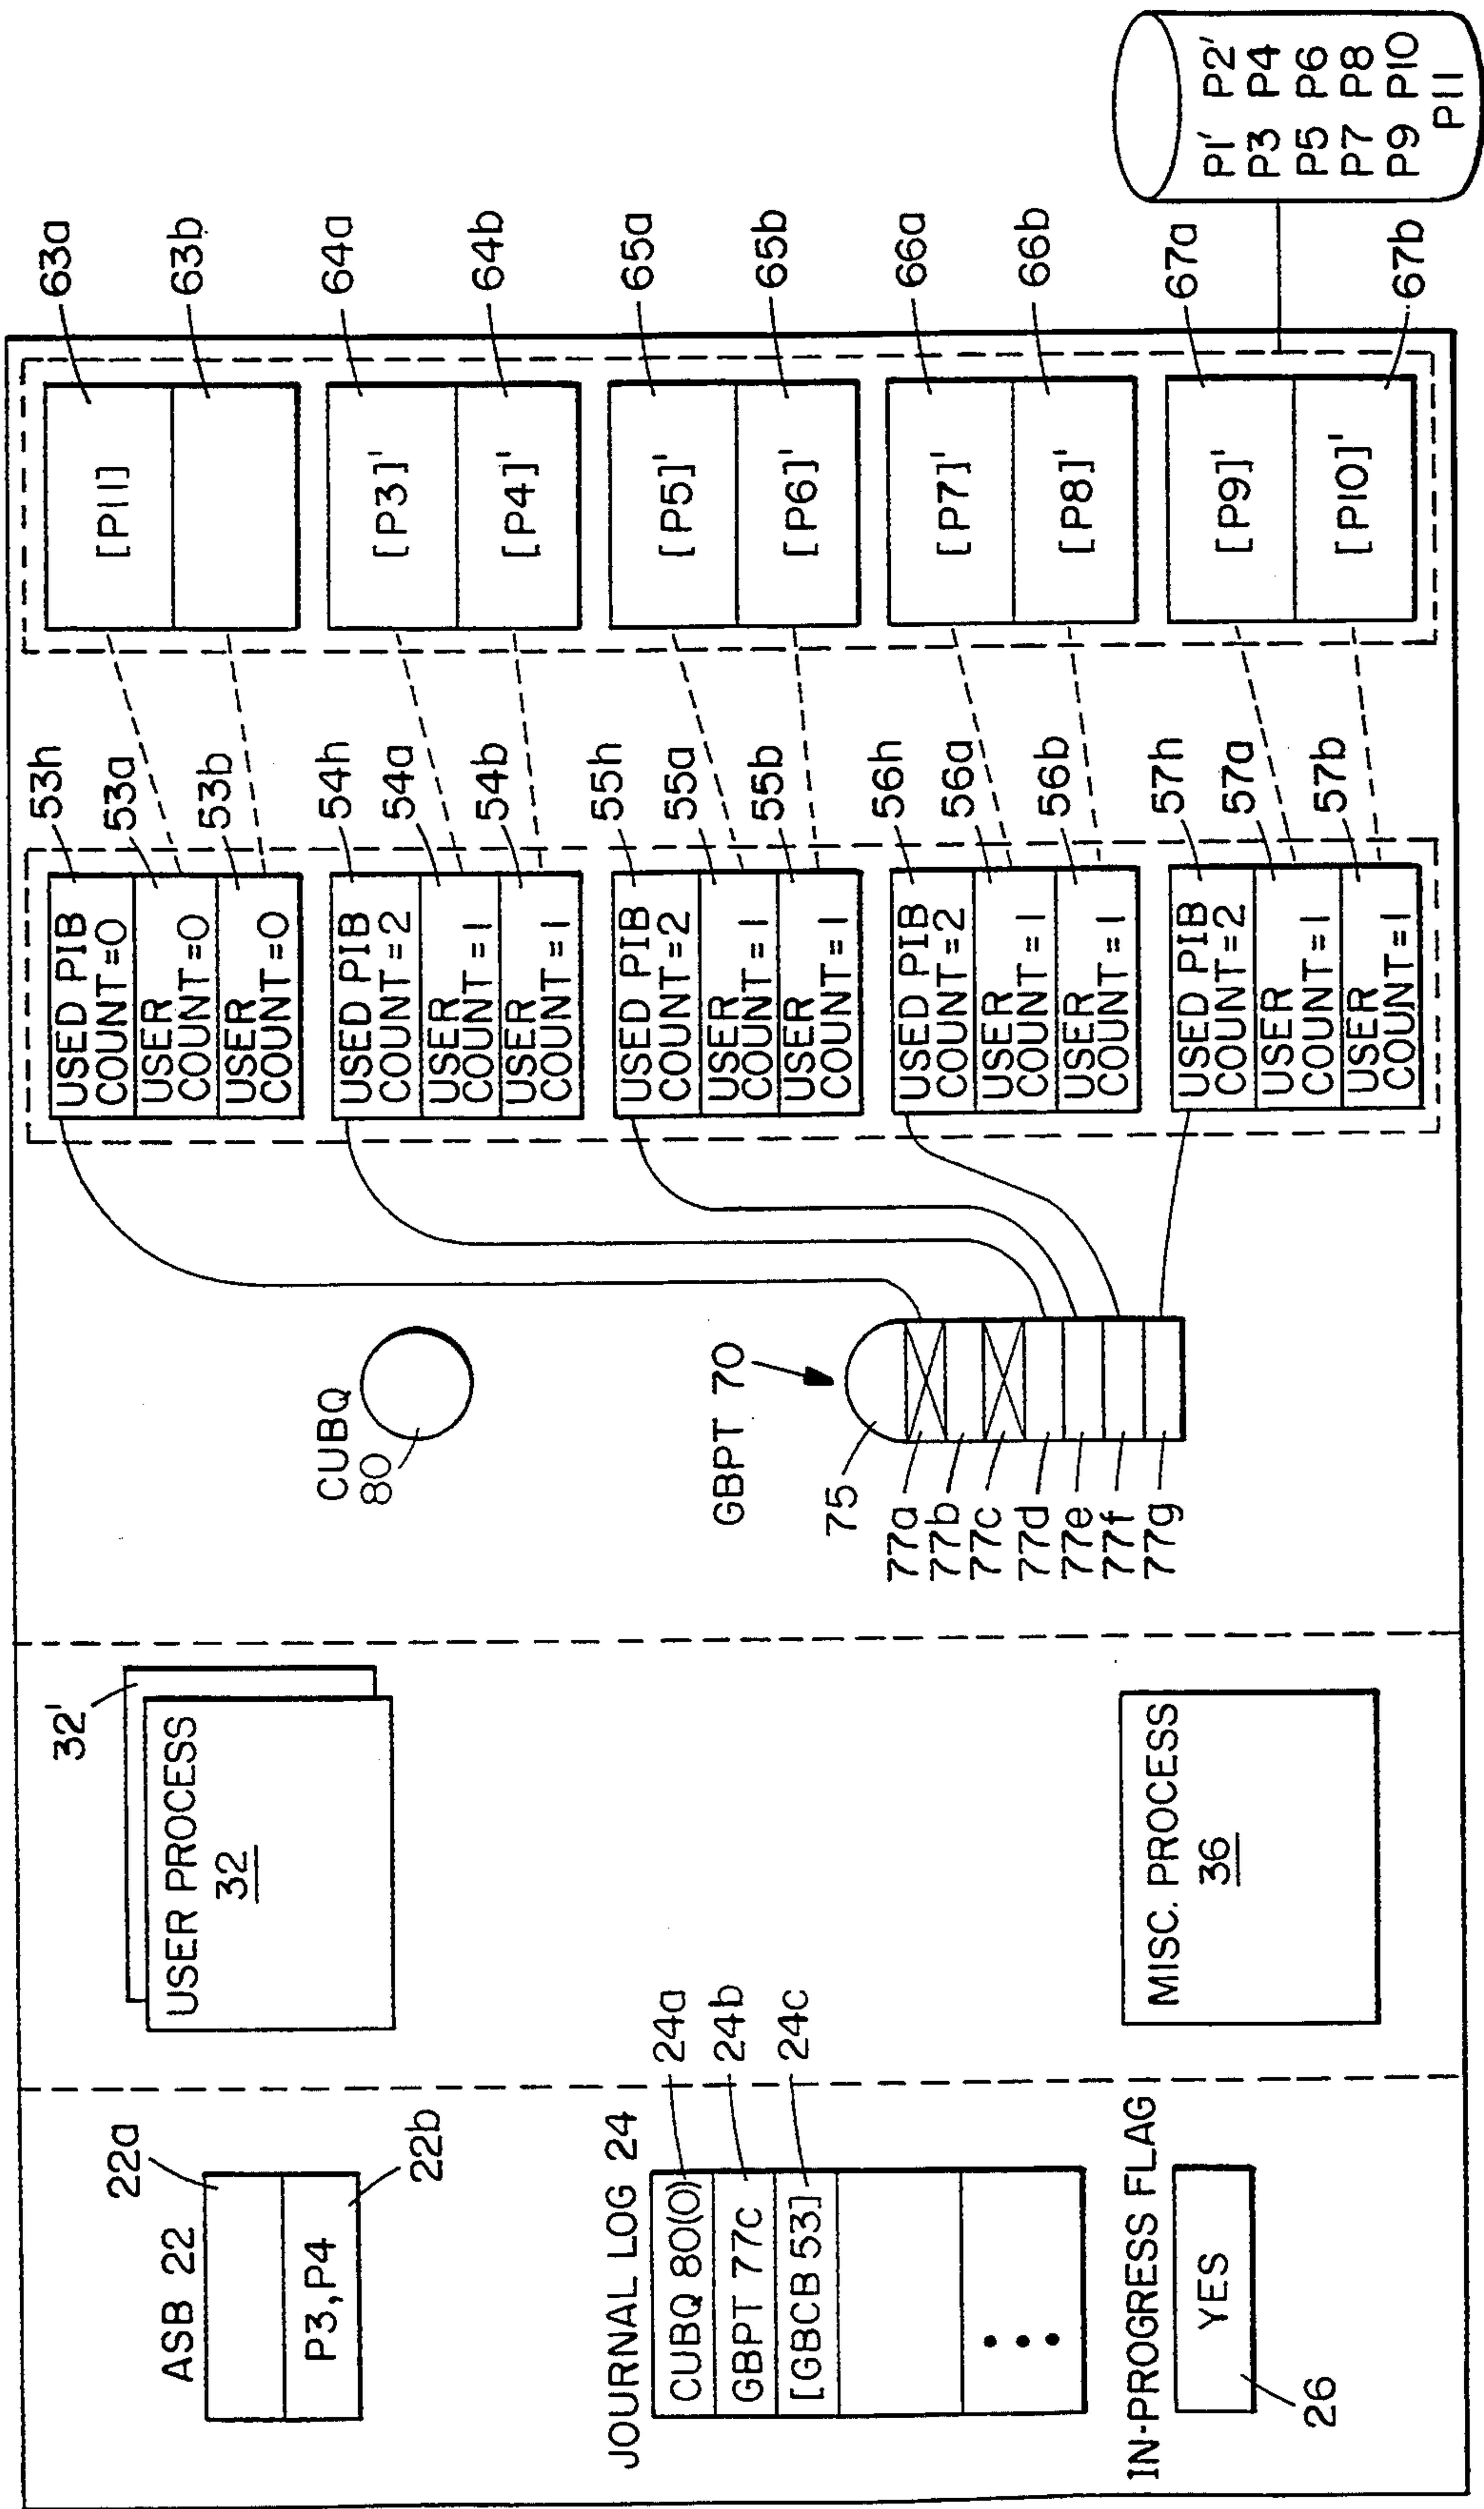 ASB 22
22a
P3,P4
22b
JOURNAL LOG 24
CUBQ 80(0)
24a
GBPT 77c
24b
[GBCB 53]
24c
IN-PROGRESS FLAG
YES
26
32'
USER PROCESS
32
MISC. PROCESS
36
CUBQ
80
GBPT 70
75
77a
77b
77c
77d
77e
77f
77g
USED PIB
COUNT=0
USER
COUNT=0
USER
COUNT=0
53h
53a
53b
USED PIB
COUNT=2
USER
COUNT=1
USER
COUNT=1
54h
54a
54b
USED PIB
COUNT=2
USER
COUNT=1
USER
COUNT=1
55h
55a
55b
USED PIB
COUNT=2
USER
COUNT=1
USER
COUNT=1
56h
56a
56b
USED PIB
COUNT=2
USER
COUNT=1
USER
COUNT=1
57h
57a
57b
[P11]
63a
63b
[P3]'
64a
[P4]'
64b
[P5]'
65a
[P6]'
65b
[P7]'
66a
[P8]'
66b
[P9]'
67a
[P10]'
67b
P1' P2'
P3 P4
P5 P6
P7 P8
P9 P10
P11